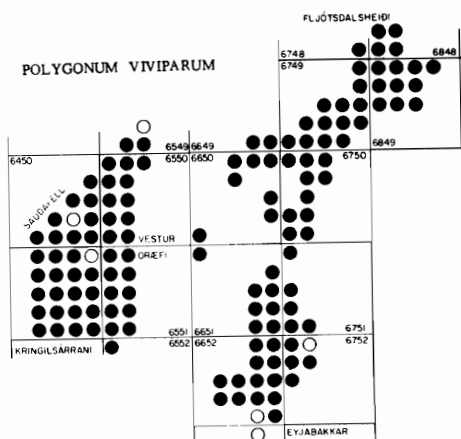 FLJÓTSDALSHEIÐI
6748 6848
6749
POLYGONUM VIVIPARUM
6549 6649 6849
6450 6550 6650 6750
SAUÐAFELL
VESTUR
ÖRÆFI
6551 6651 6751
KRINGILSÁRRANI 6552 6652 6752
EYJABAKKAR